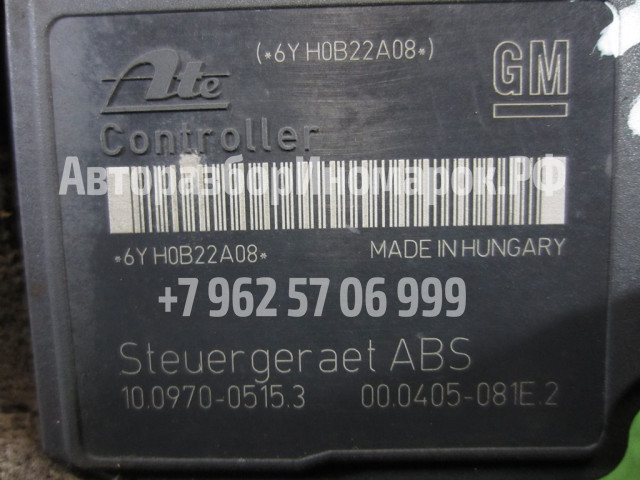 (*6Y H0B22A08*)
Ate
GM
Controller
АвторазборИномарок.РФ
*6Y H0B22A08*
MADE IN HUNGARY
+7 962 57 06 999
Steuergeraet ABS
10.0970-0515.3 00.0405-081E.2